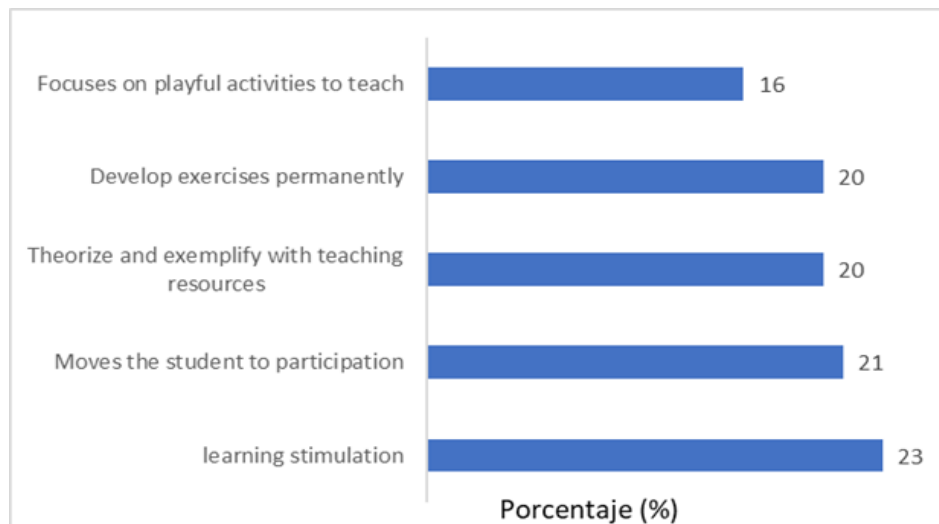 Focuses on playful activities to teach
16
Develop exercises permanently
20
Theorize and exemplify with teaching
resources
20
Moves the student to participation
21
learning stimulation
23
Porcentaje (%)